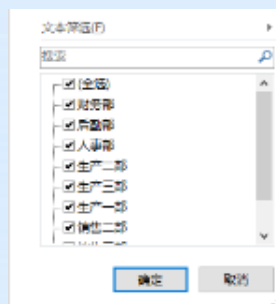 文本筛选(F)
搜索
(全选)
财务部
后勤部
人事部
生产二部
生产三部
生产一部
销售二部
确定
取消